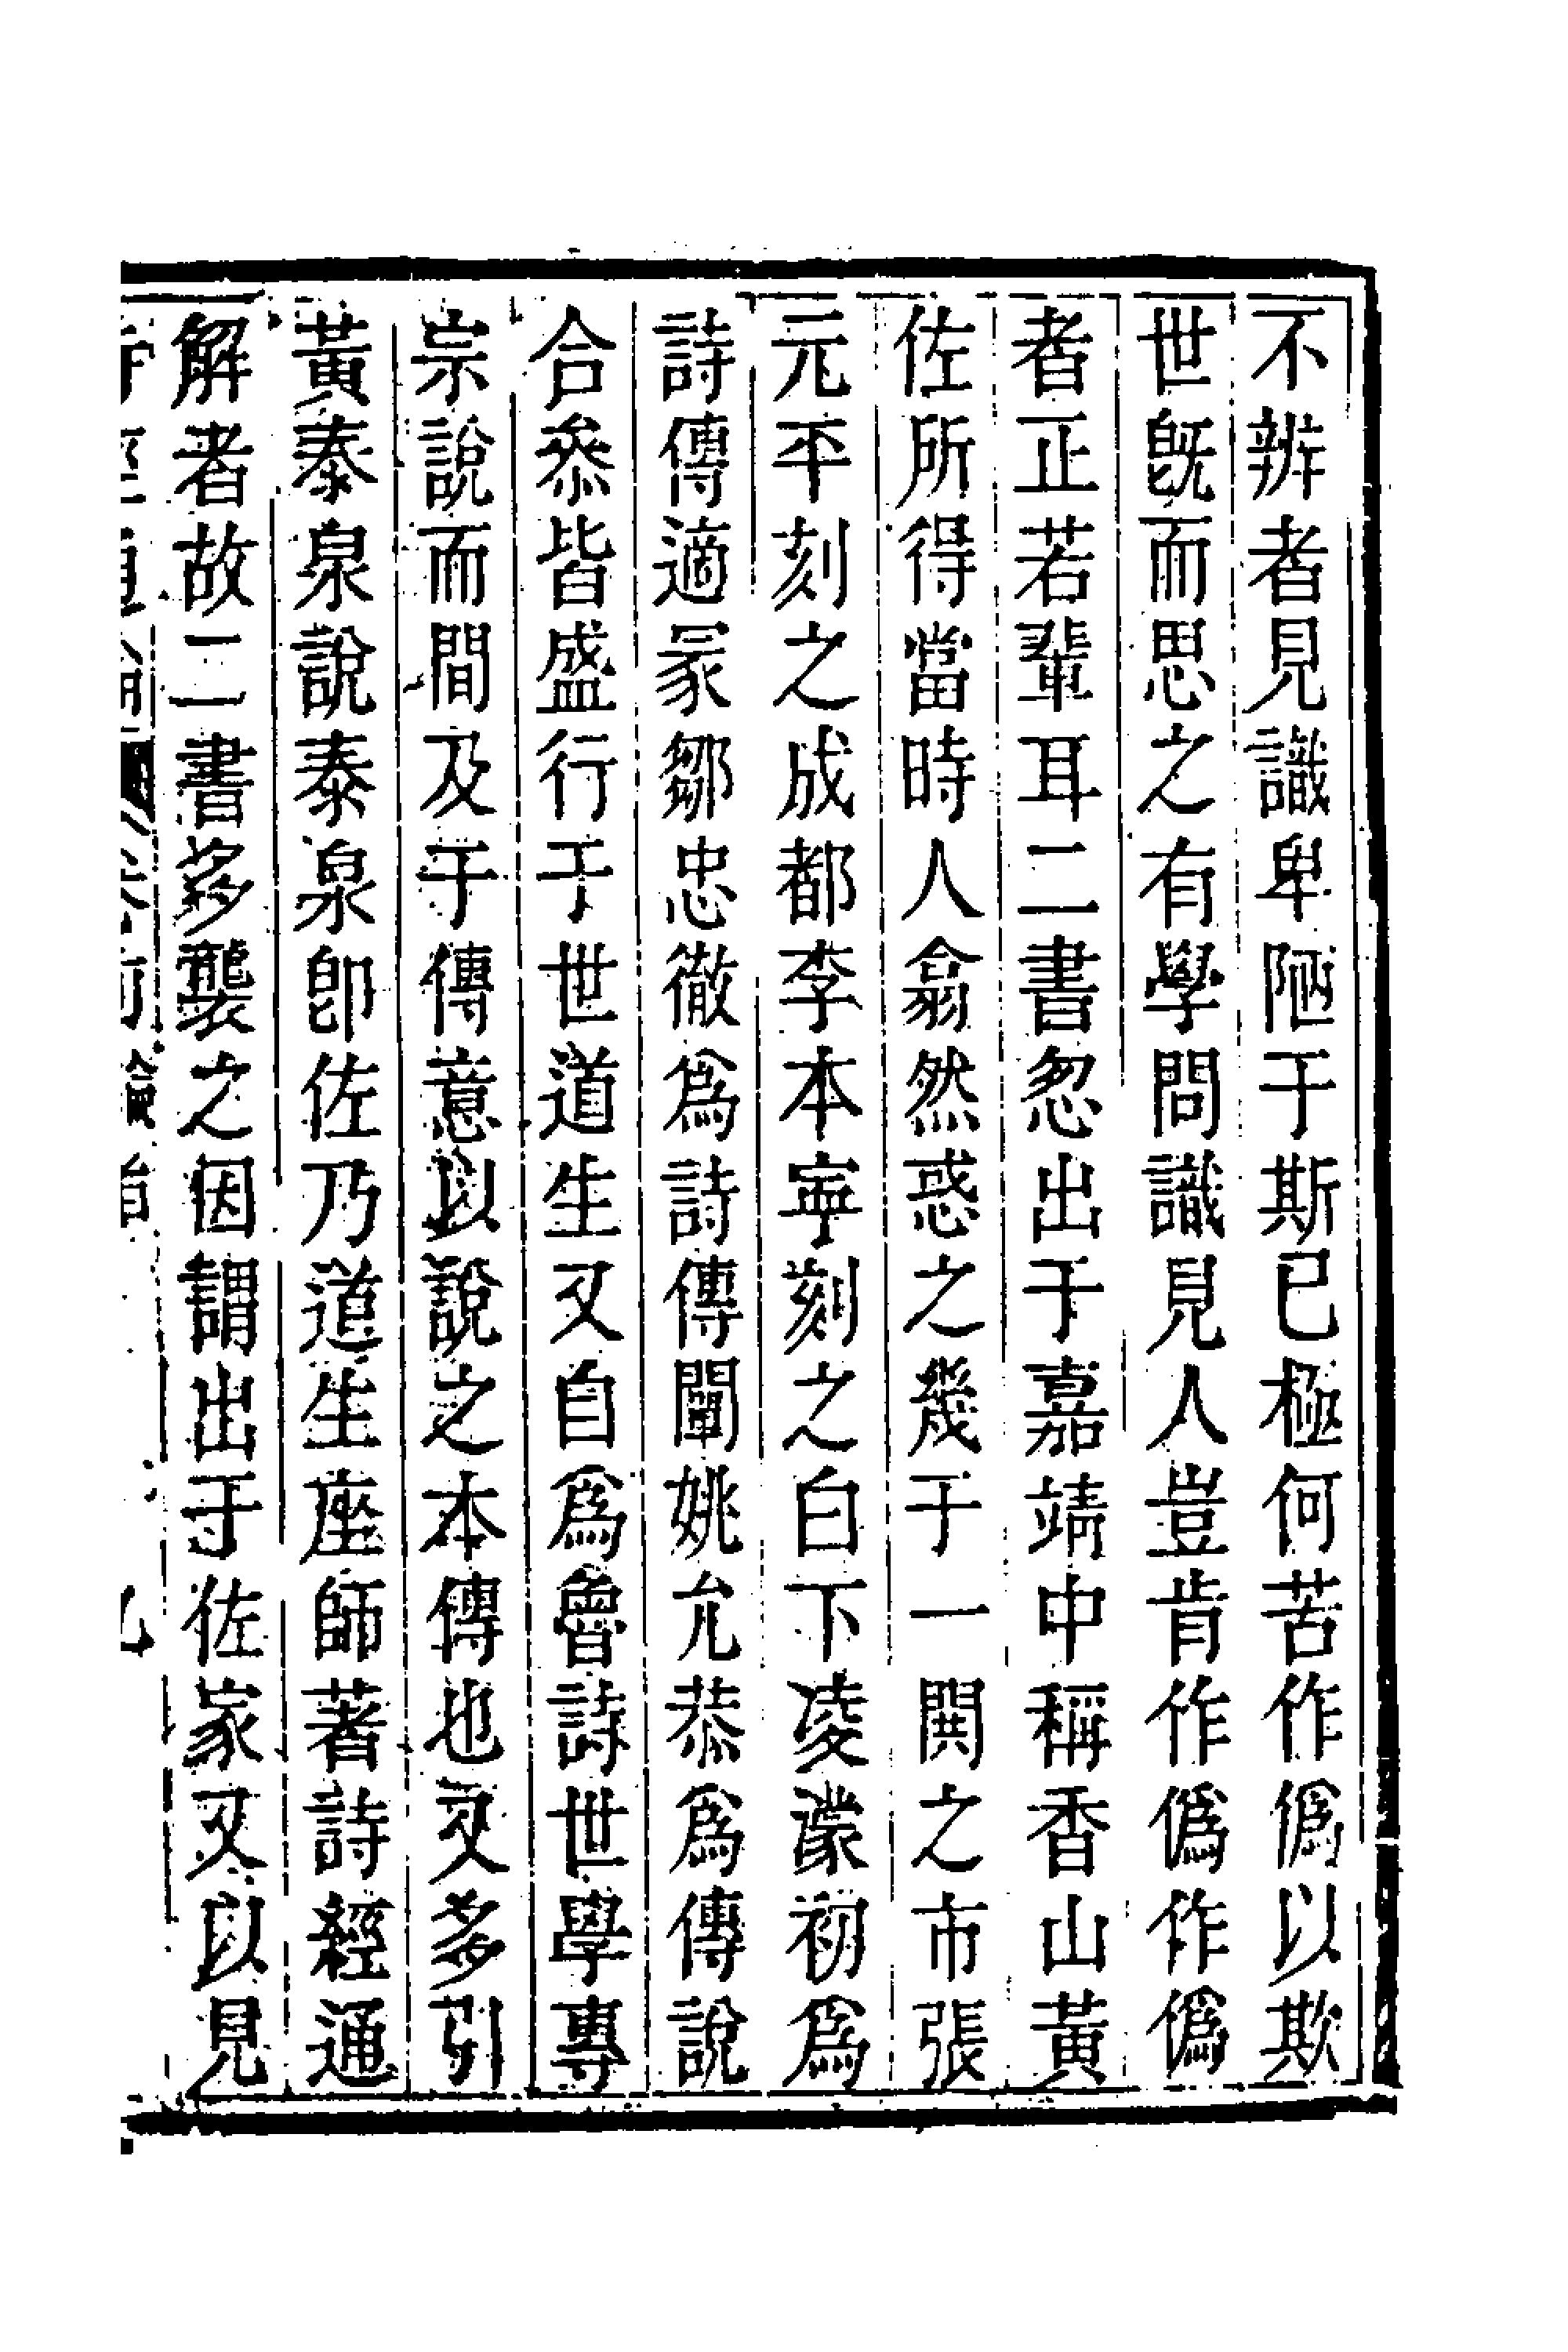 不辨者見識卑陋于斯已極何苦作僞以欺
世旣而思之有學問識見人豈肯作僞作僞
者正若輩耳二書忽出于嘉靖中稱香山黃
佐所得當時人翕然惑之幾于一鬨之市張
元平刻之成都李本寧刻之白下凌濛初爲
詩傳適冢鄒忠徹爲詩傳闡姚允恭爲傳說
合叅皆盛行于世道生又自爲魯詩世學專
宗說而間及于傳意以說之本傳也又多引
黃泰泉說泰泉卽佐乃道生座師著詩經通
解者故二書多襲之因謂出于佐家又以見